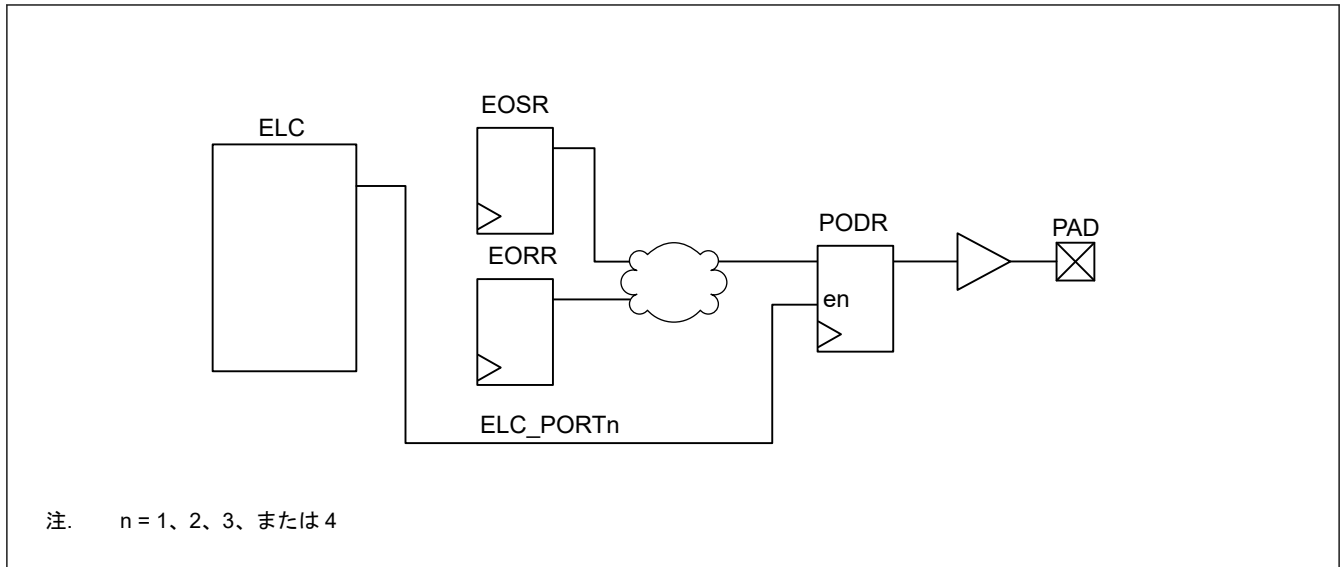 ELC
EOSR
EORR
PODR
en
PAD
ELC_PORTn
注. n = 1、2、3、または 4